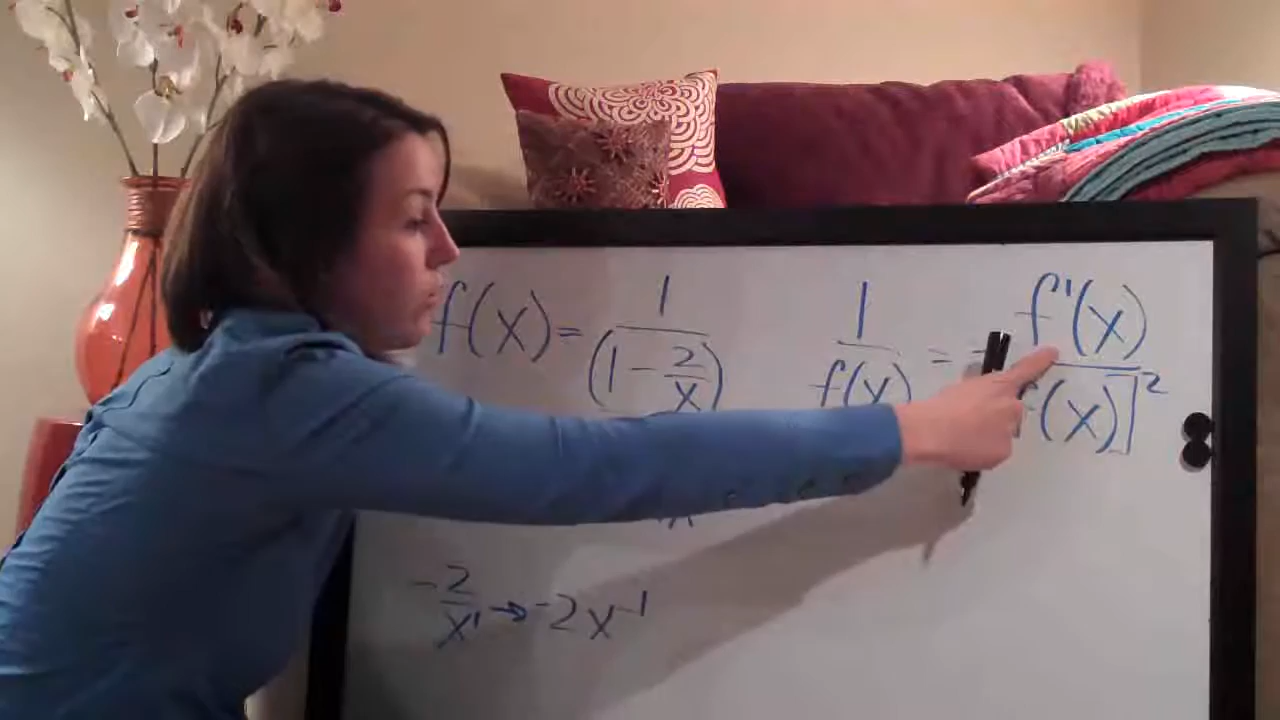 f(x) = 1/(1 - 2/x)
1/f(x) = - f'(x)/f(x)]²
x
-2/x¹ → -2x⁻¹